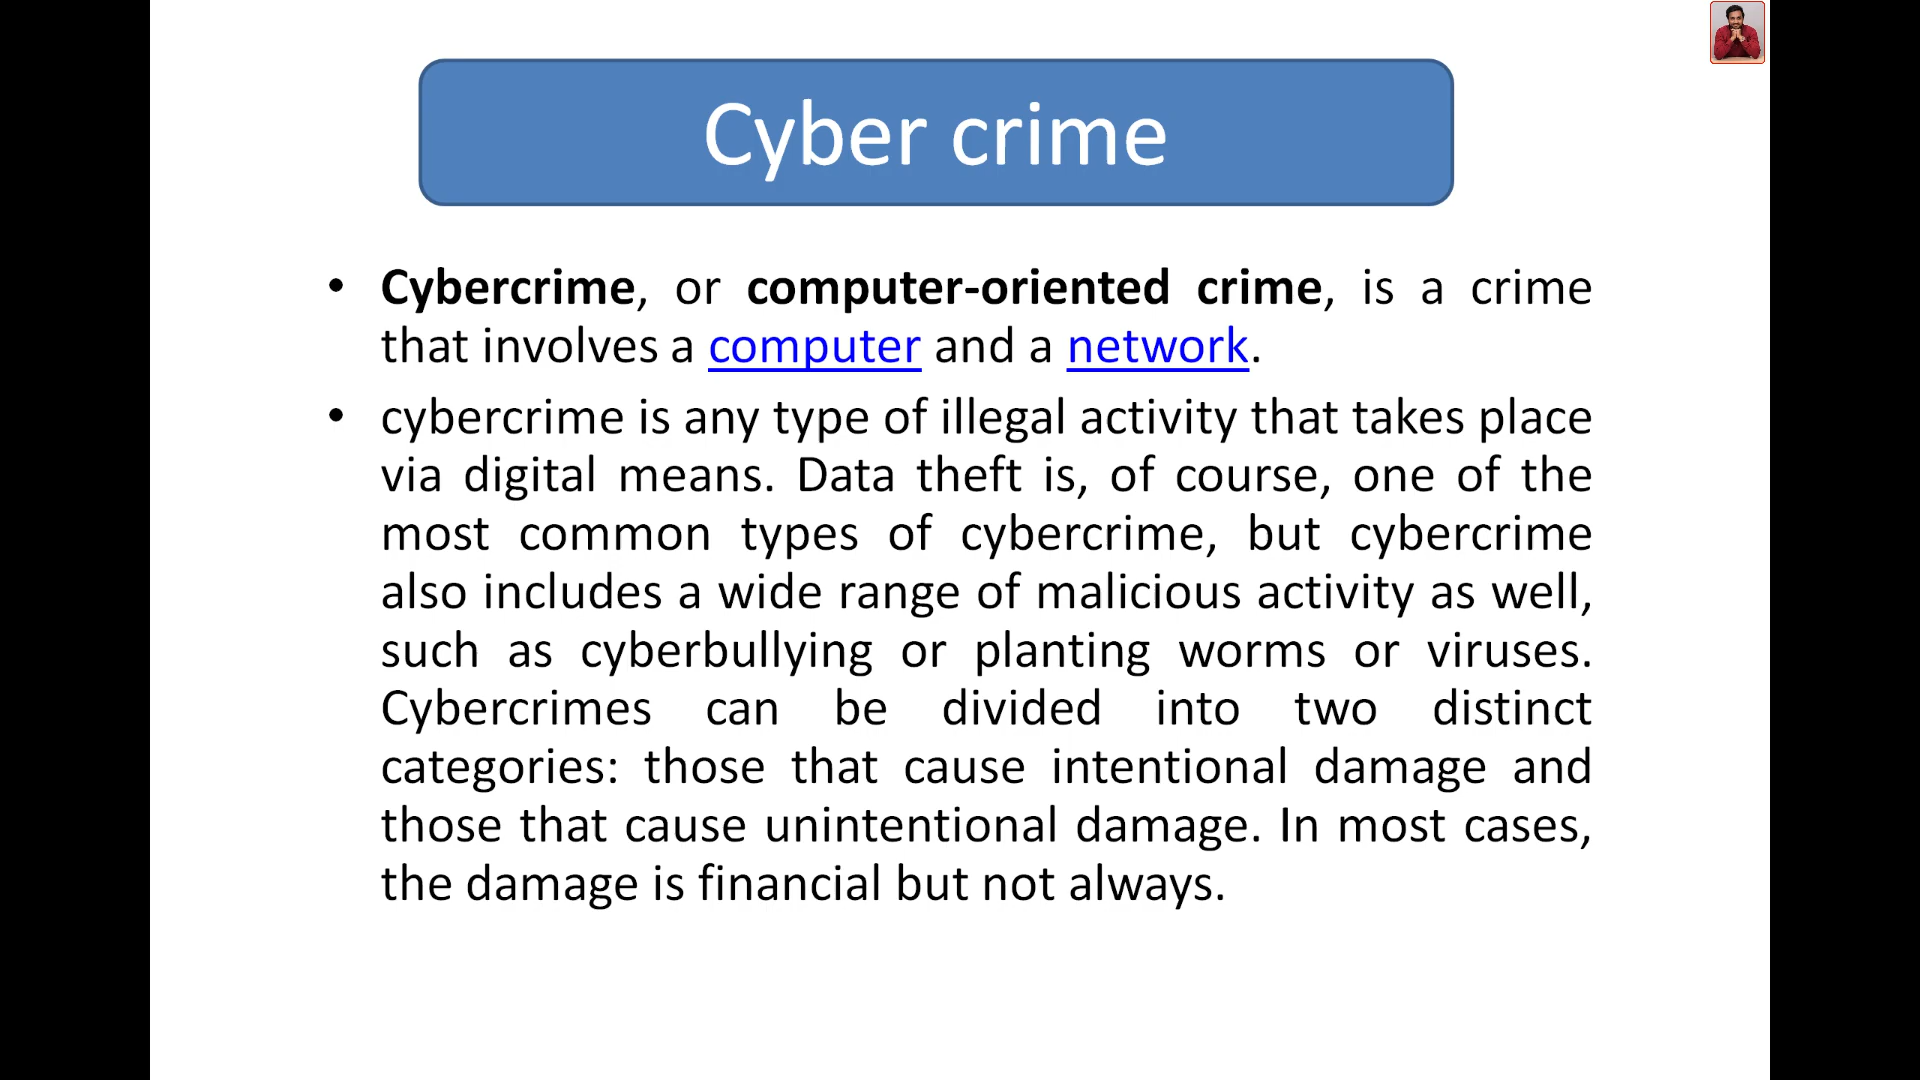 Cyber crime
• Cybercrime, or computer-oriented crime, is a crime
that involves a computer and a network.
• cybercrime is any type of illegal activity that takes place
via digital means. Data theft is, of course, one of the
most common types of cybercrime, but cybercrime
also includes a wide range of malicious activity as well,
such as cyberbullying or planting worms or viruses.
Cybercrimes can be divided into two distinct
categories: those that cause intentional damage and
those that cause unintentional damage. In most cases,
the damage is financial but not always.